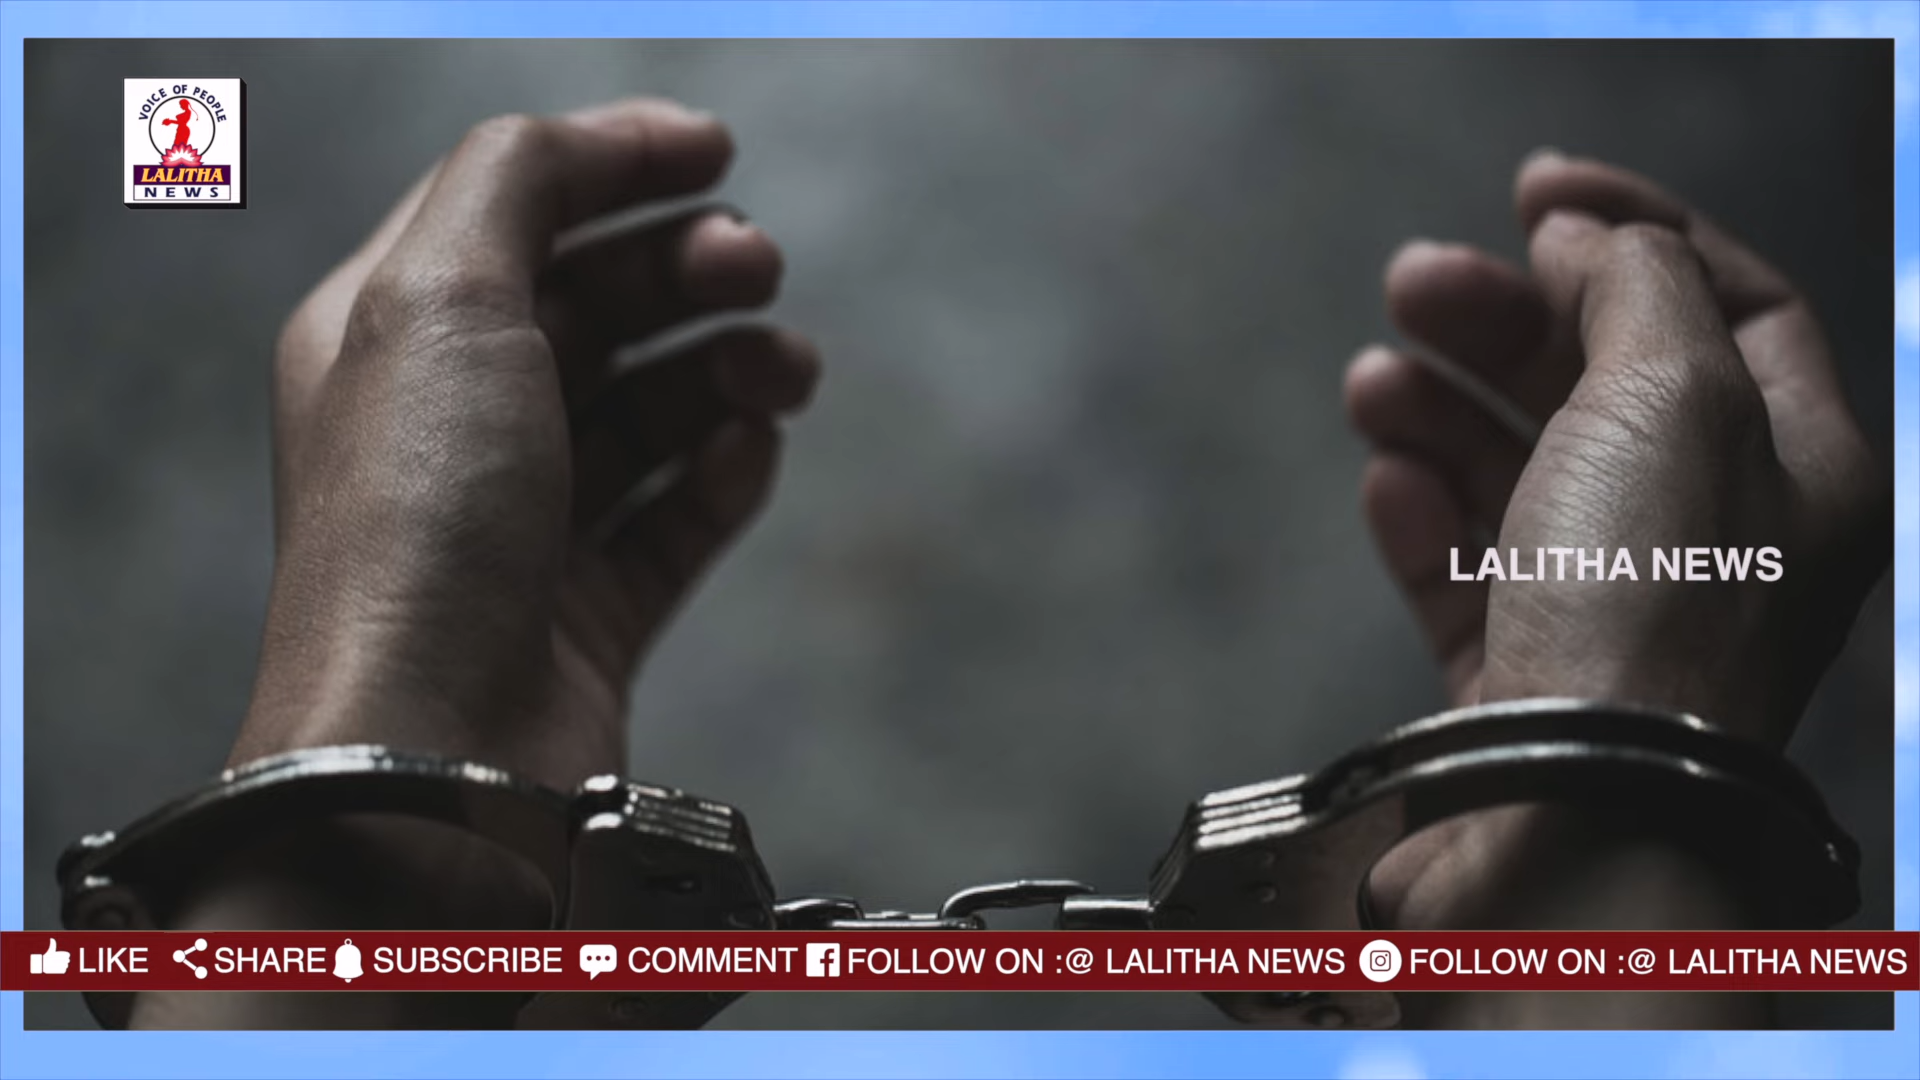 VOICE OF PEOPLE
LALITHA
NEWS
LALITHA NEWS
LIKE SHARE SUBSCRIBE COMMENT FOLLOW ON :@ LALITHA NEWS FOLLOW ON :@ LALITHA NEWS